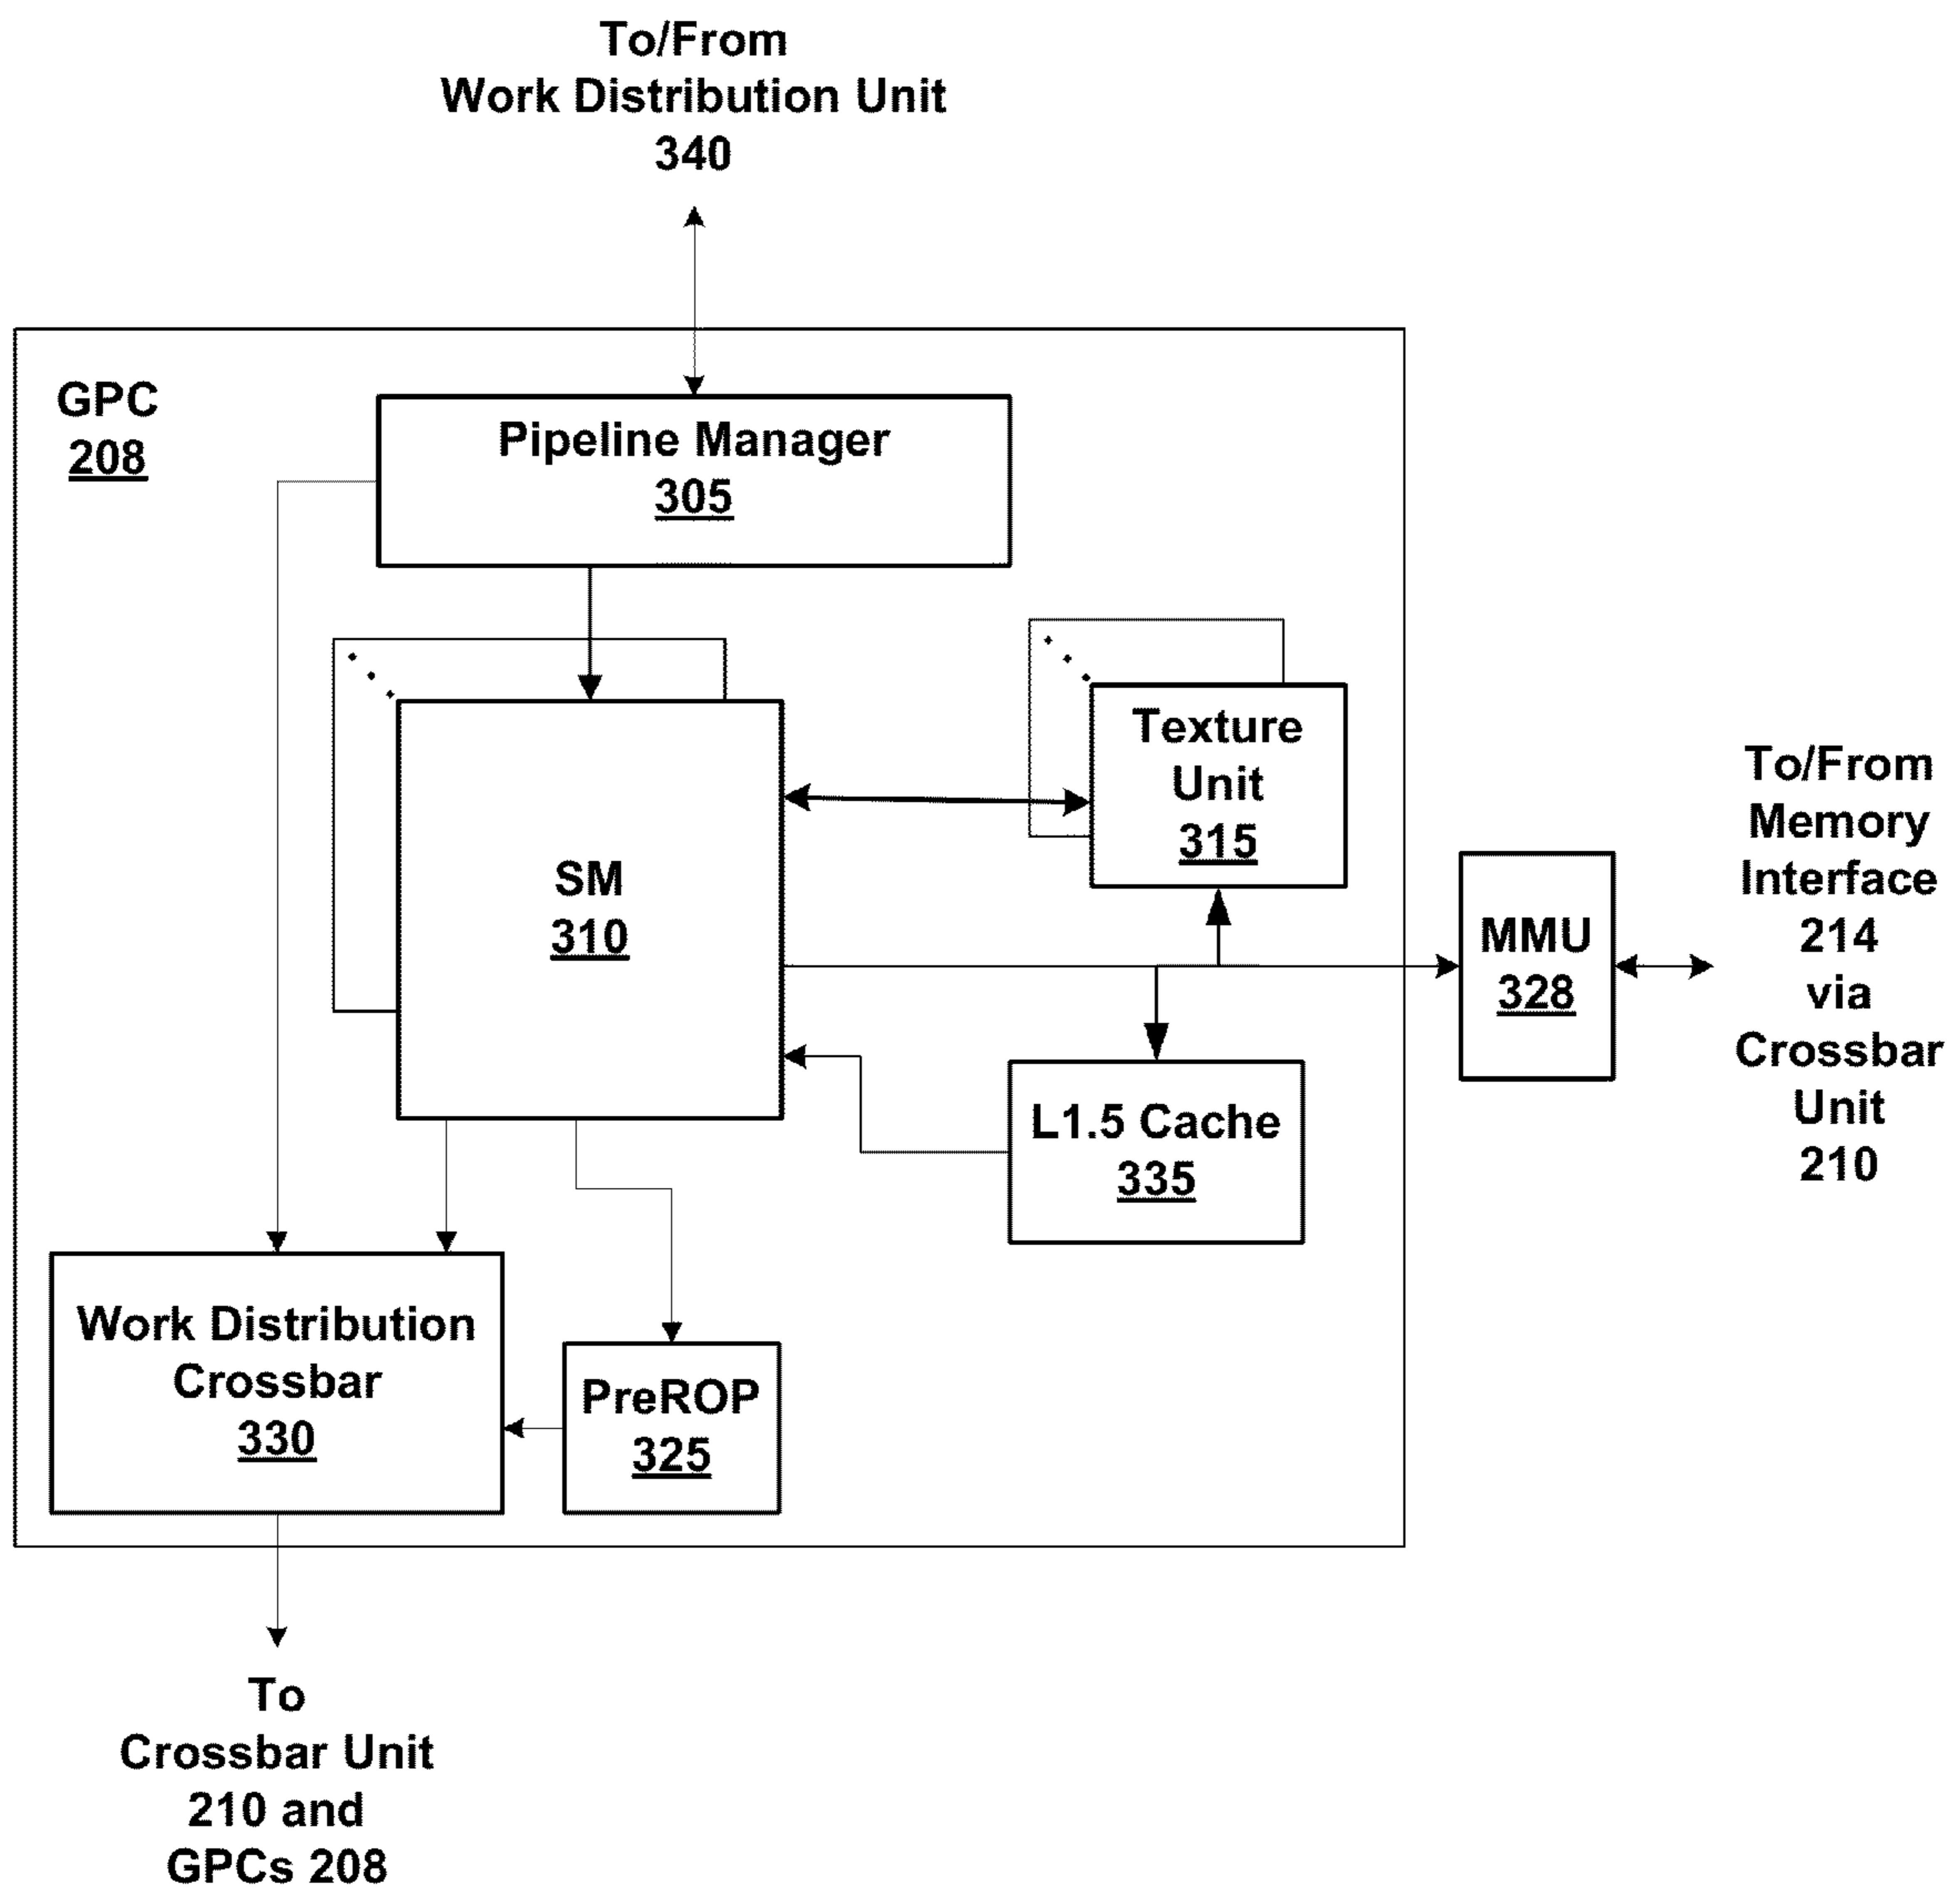 To/From
Work Distribution Unit
340
GPC
208
Pipeline Manager
305
Texture
Unit
315
SM
310
To/From
Memory
Interface
214
via
Crossbar
Unit
210
MMU
328
L1.5 Cache
335
Work Distribution
Crossbar
330
PreROP
325
To
Crossbar Unit
210 and
GPCs 208